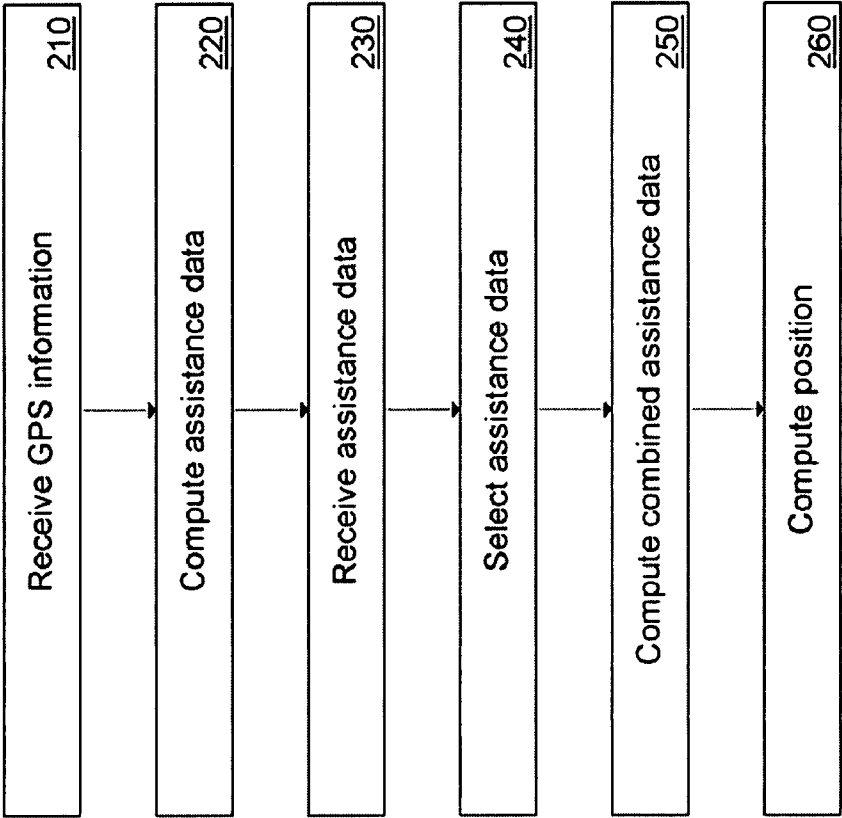 Receive GPS information 210
Compute assistance data 220
Receive assistance data 230
Select assistance data 240
Compute combined assistance data 250
Compute position 260